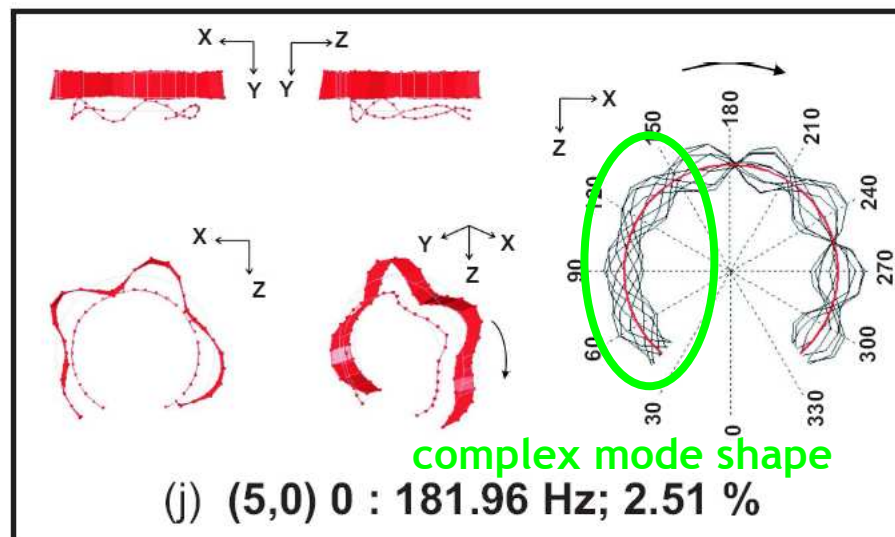 X Z
Y Y
X
Z
180
150 210
120 240
90 270
60 300
30 330
0
X
Z
Y X
Z
complex mode shape
(j) (5,0) 0 : 181.96 Hz; 2.51 %